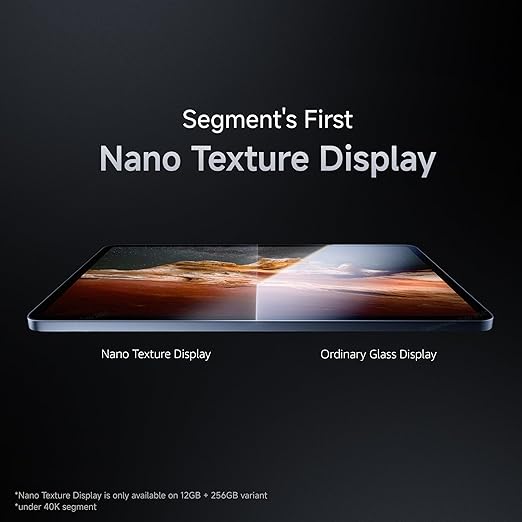 Segment's First
Nano Texture Display
Nano Texture Display
Ordinary Glass Display
*Nano Texture Display is only available on 12GB + 256GB variant
*under 40K segment